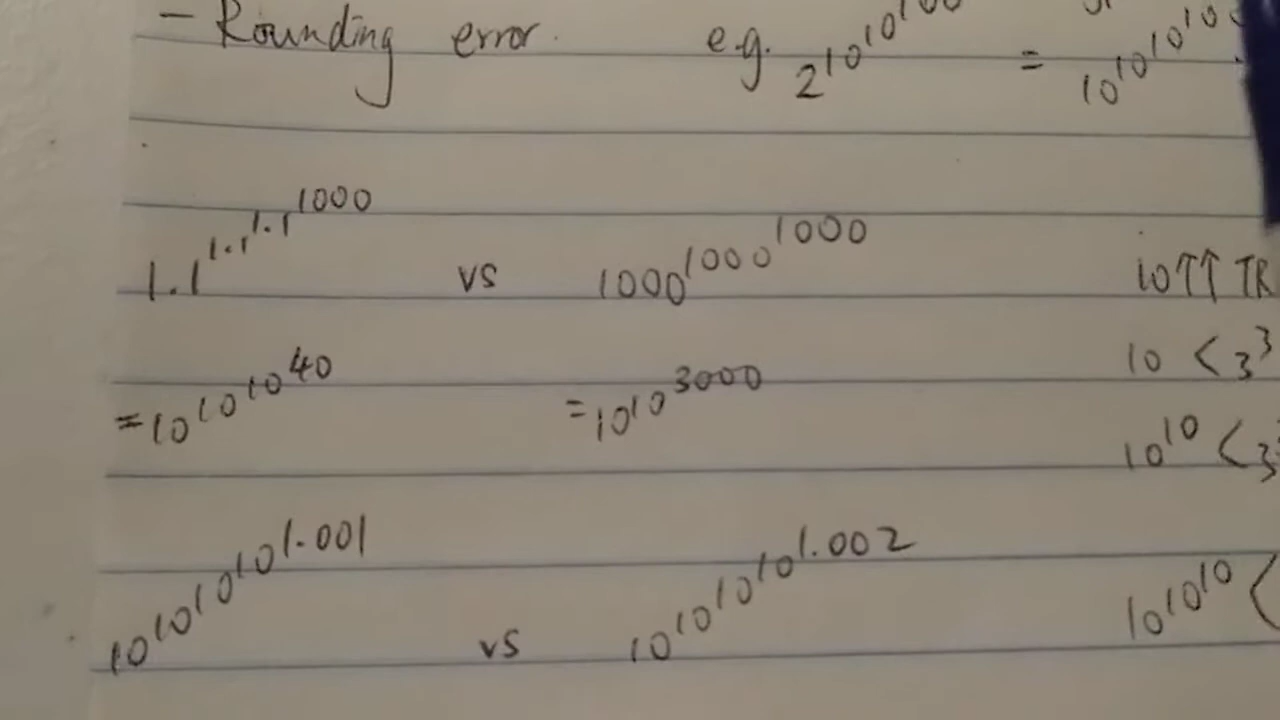 - Rounding error. e.g. 2^10^10^100 = 10^10^10^10^10
1.1^1.1^1.1^1000 vs 1000^1000^1000 10↑↑ TR
=10^10^10^40 =10^10^3000 10 < 3^3
10^10 < 3
10^10^10^10^1.001 vs 10^10^10^10^1.002 10^10^10 <